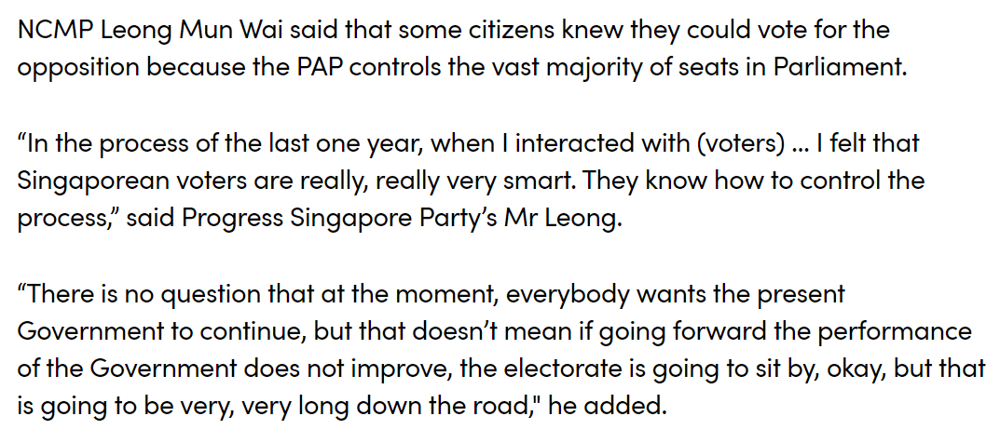 NCMP Leong Mun Wai said that some citizens knew they could vote for the
opposition because the PAP controls the vast majority of seats in Parliament.
“In the process of the last one year, when I interacted with (voters) … I felt that
Singaporean voters are really, really very smart. They know how to control the
process,” said Progress Singapore Party’s Mr Leong.
“There is no question that at the moment, everybody wants the present
Government to continue, but that doesn’t mean if going forward the performance
of the Government does not improve, the electorate is going to sit by, okay, but that
is going to be very, very long down the road," he added.